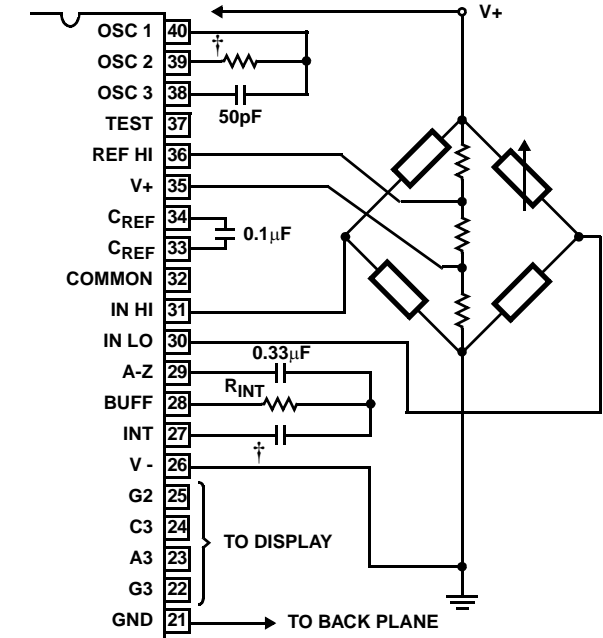 V+
OSC 1 40
†
OSC 2 39
OSC 3 38
50pF
TEST 37
REF HI 36
V+ 35
CREF 34
0.1μF
CREF 33
COMMON 32
IN HI 31
IN LO 30
0.33μF
A-Z 29
RINT
BUFF 28
INT 27
†
V - 26
G2 25
C3 24
TO DISPLAY
A3 23
G3 22
GND 21
TO BACK PLANE